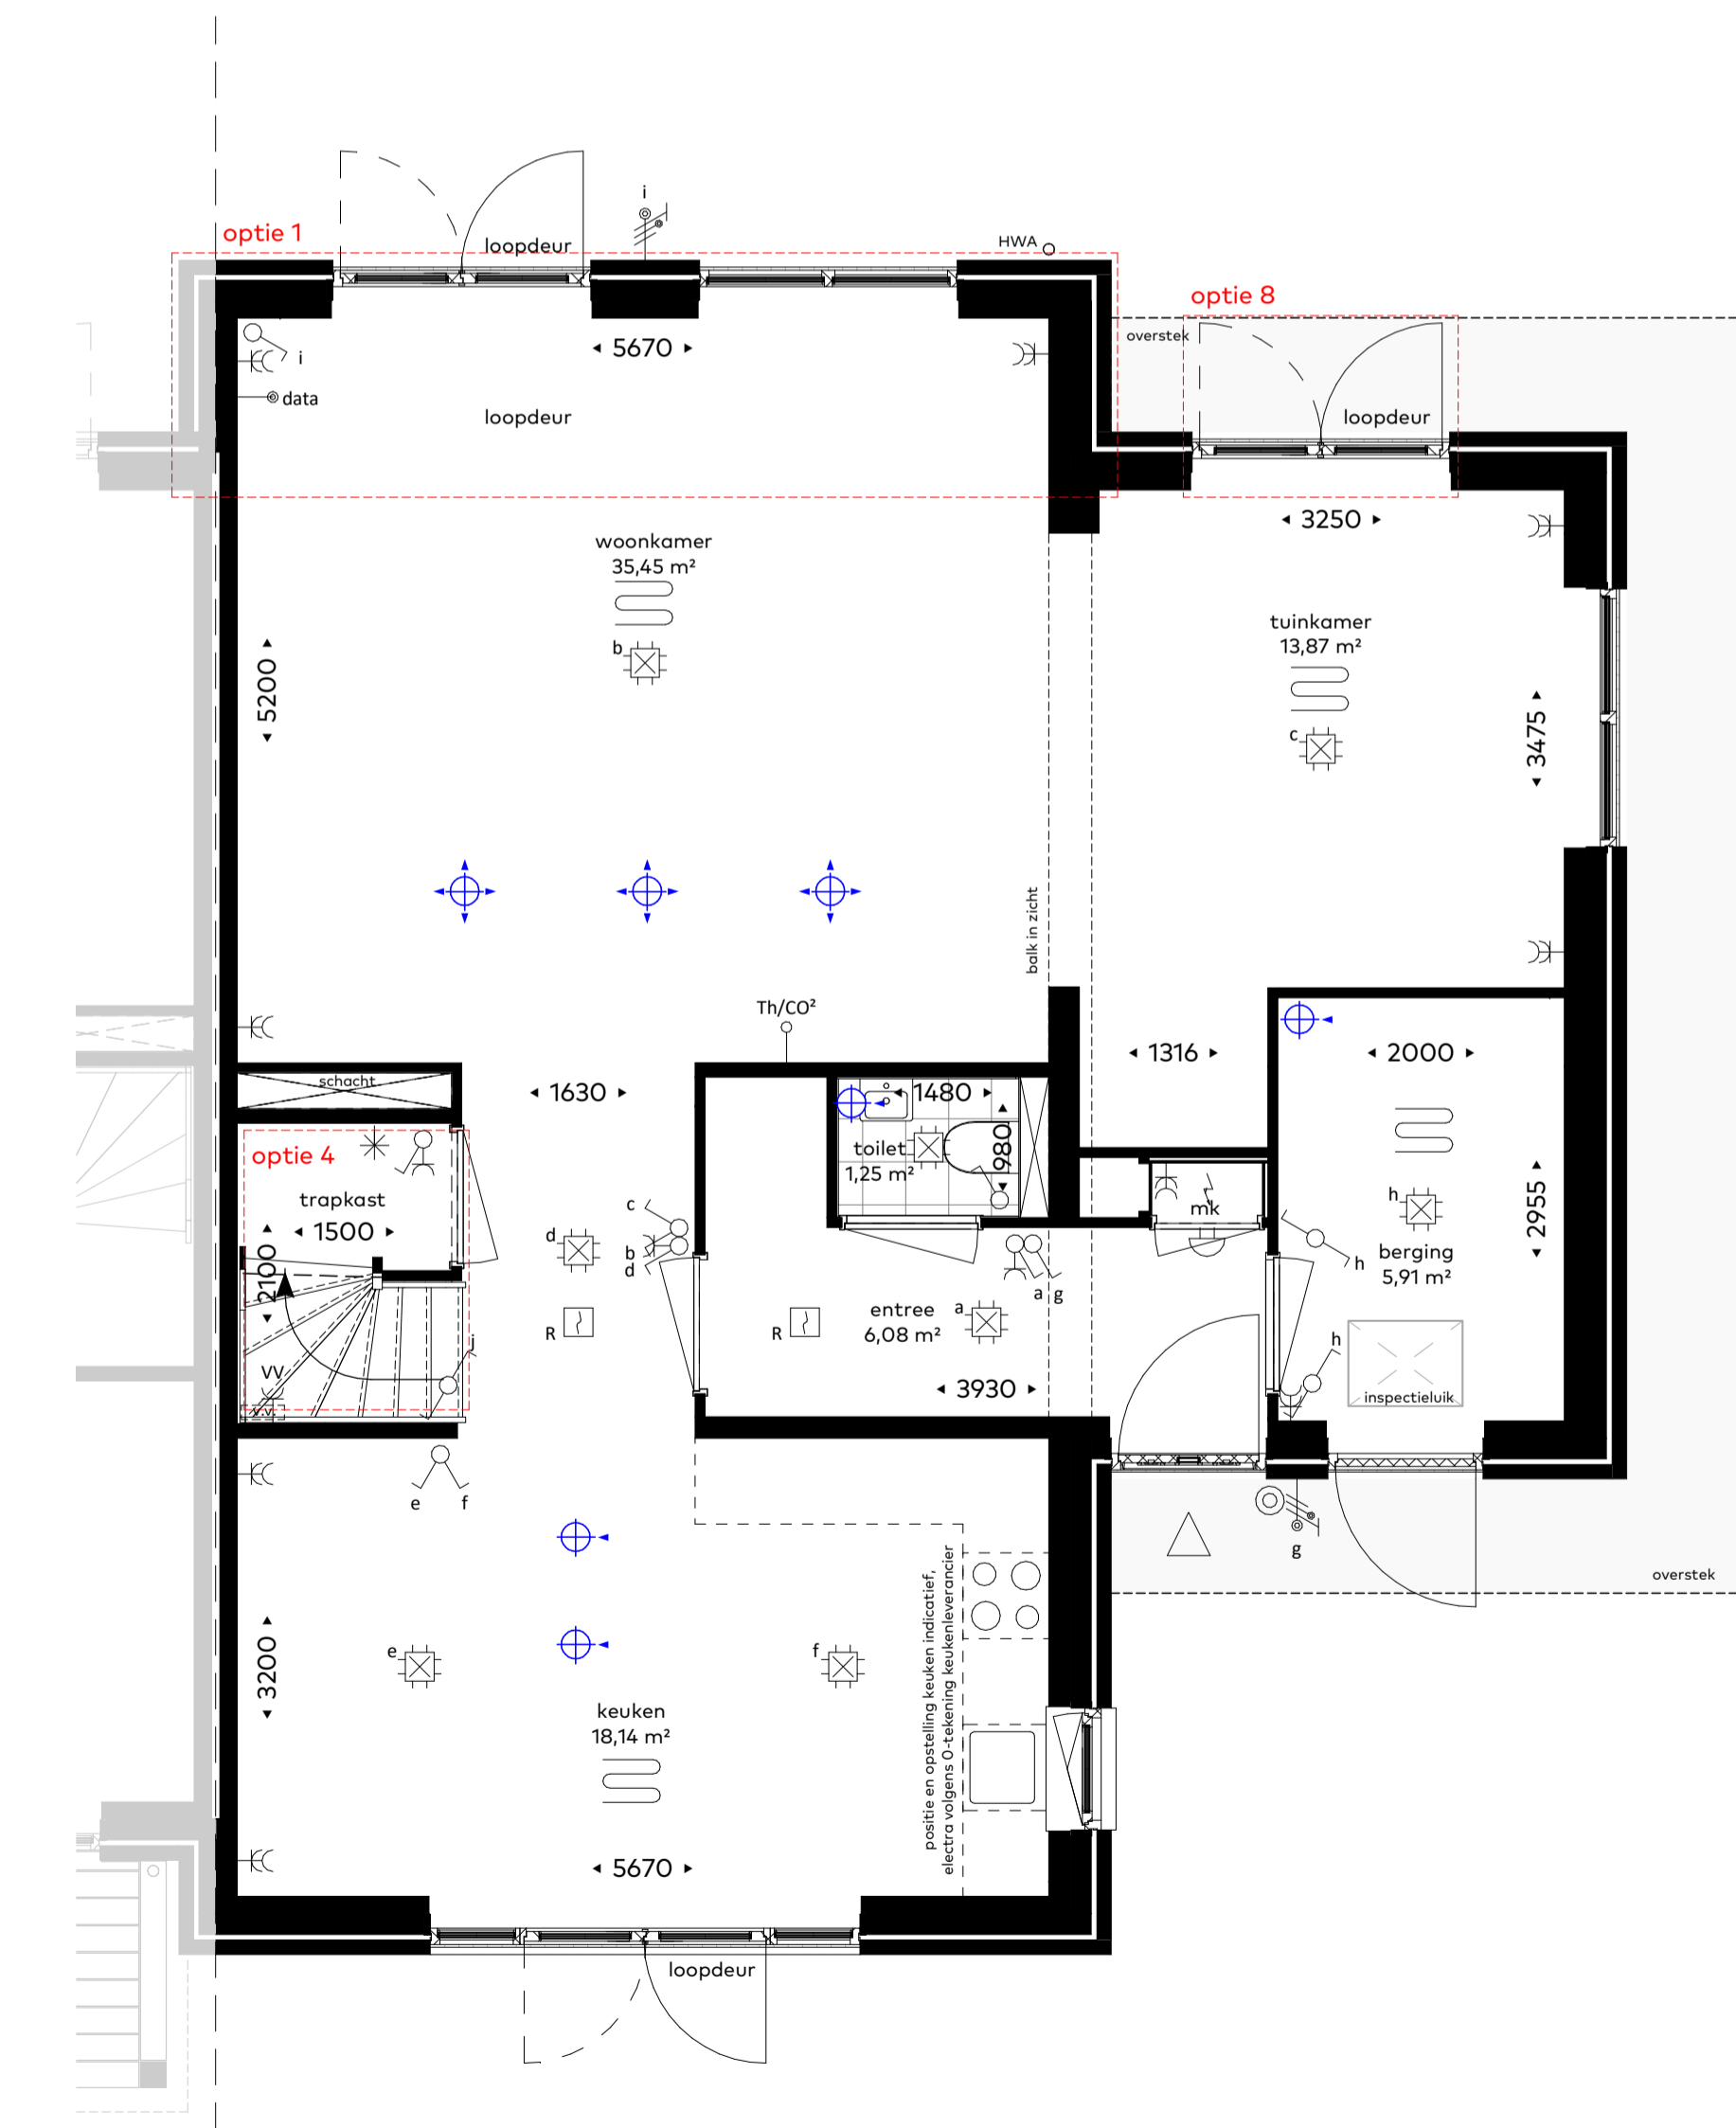 i
optie 1
loopdeur
HWA
optie 8
overstek
i
5670
data
loopdeur
loopdeur
3250
woonkamer
35,45 m²
b
tuinkamer
13,87 m²
c
5200
3475
balk in zicht
Th/CO²
schacht
1630
1480
1316
2000
optie 4
toilet
1,25 m²
980
trapkast
1500
2100
c
d
b
d
mk
h
2955
h
berging
5,91 m²
a
g
R
R
entree
6,08 m²
a
j
h
VV
v.v.
3930
inspectieluik
e
f
g
overstek
positie en opstelling keuken indicatief,
electra volgens 0-tekening keukenleverancier
3200
e
f
keuken
18,14 m²
5670
loopdeur